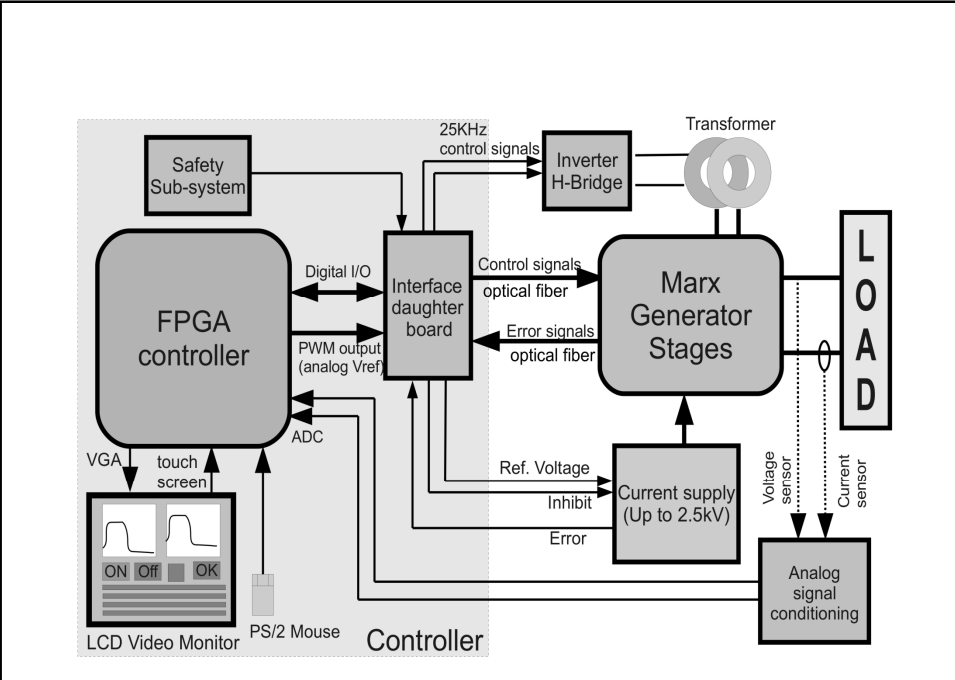 Transformer
25KHz
control signals
Safety
Sub-system
Inverter
H-Bridge
FPGA
controller
Digital I/O
PWM output
(analog Vref)
Interface
daughter
board
Control signals
optical fiber
Error signals
optical fiber
Marx
Generator
Stages
L
O
A
D
ADC
VGA
touch
screen
Ref. Voltage
Inhibit
Error
Current supply
(Up to 2.5kV)
Voltage
sensor
Current
sensor
ON Off OK
Analog
signal
conditioning
LCD Video Monitor
PS/2 Mouse
Controller